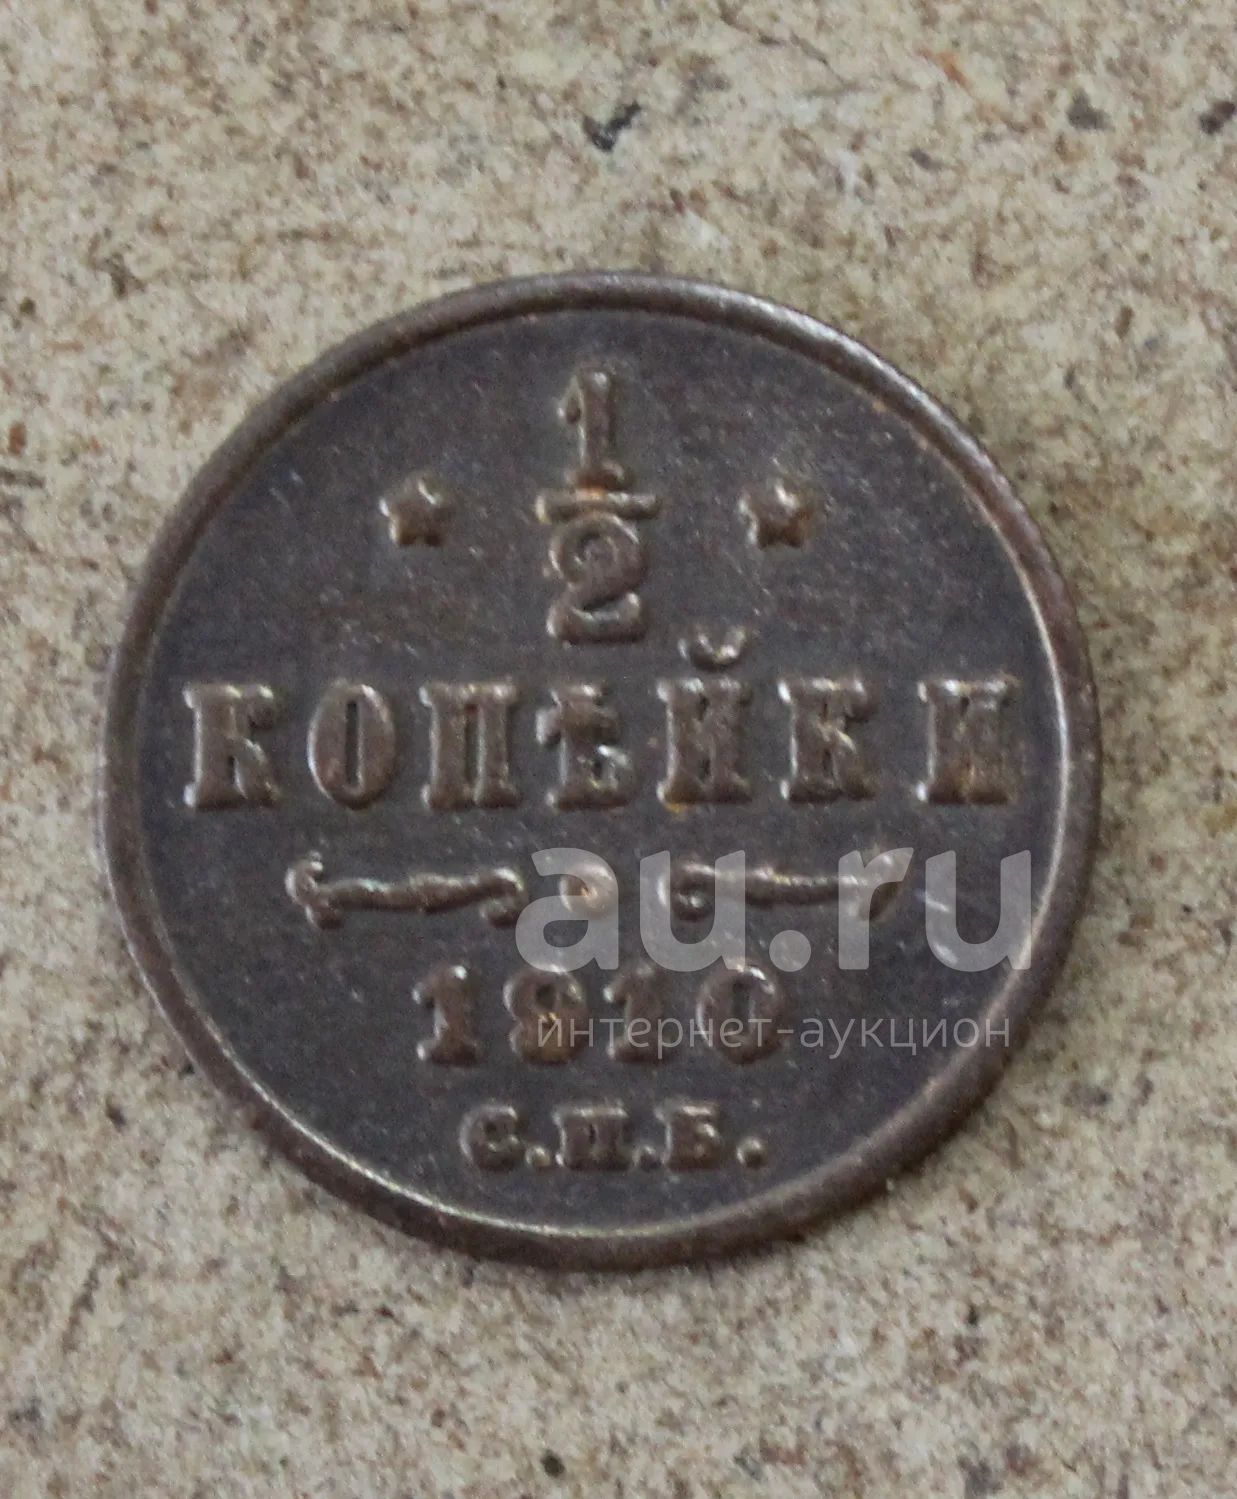 1
2
КОПѢЙКИ
au.ru
1910
интернет-аукцион
С.П.Б.